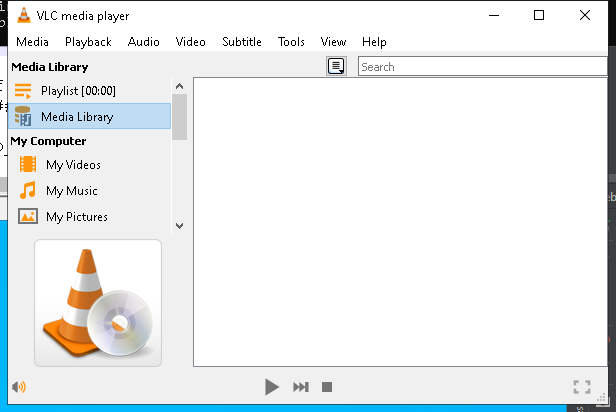 VLC media player
Media Playback Audio Video Subtitle Tools View Help
Media Library
Search
Playlist [00:00]
Media Library
My Computer
My Videos
My Music
My Pictures